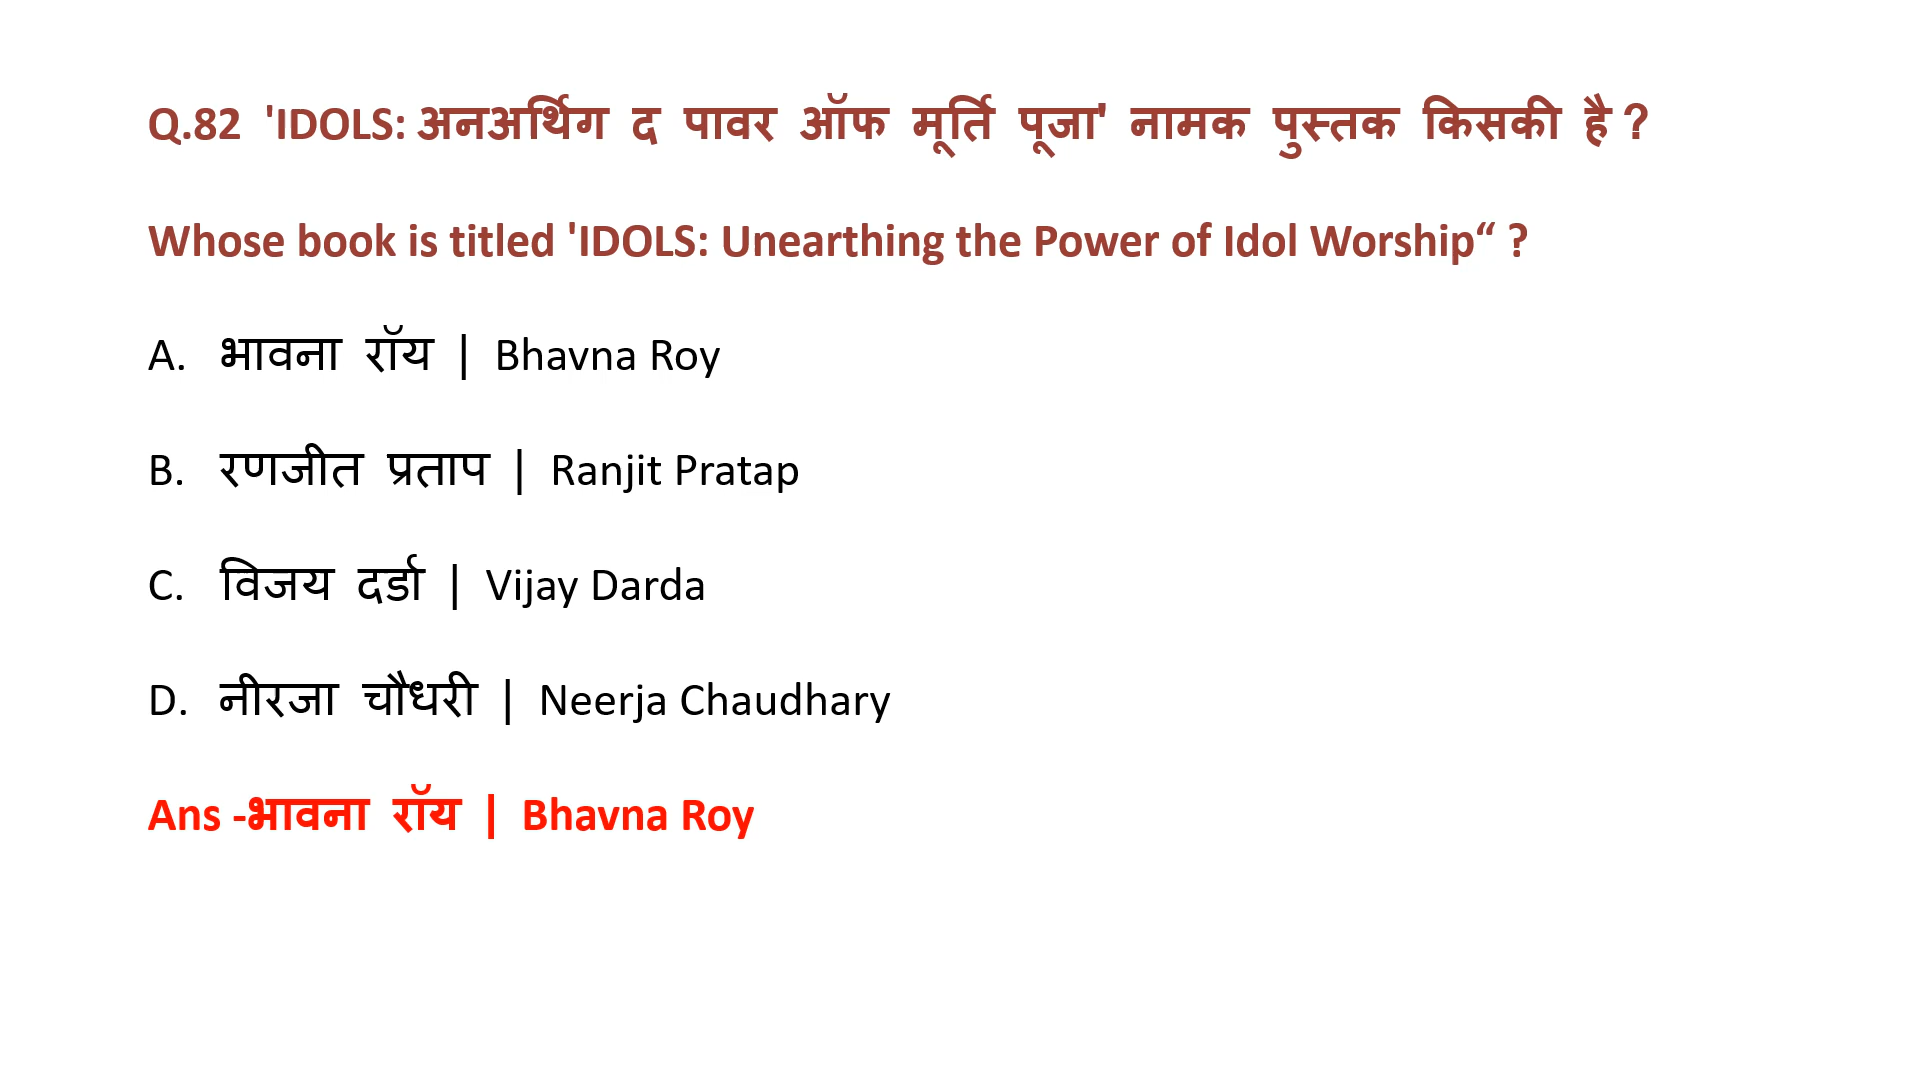 Q.82 'IDOLS: अनअर्थिग द पावर ऑफ मूर्ति पूजा' नामक पुस्तक किसकी है ?
Whose book is titled 'IDOLS: Unearthing the Power of Idol Worship“ ?
A. भावना रॉय | Bhavna Roy
B. रणजीत प्रताप | Ranjit Pratap
C. विजय दर्डा | Vijay Darda
D. नीरजा चौधरी | Neerja Chaudhary
Ans -भावना रॉय | Bhavna Roy